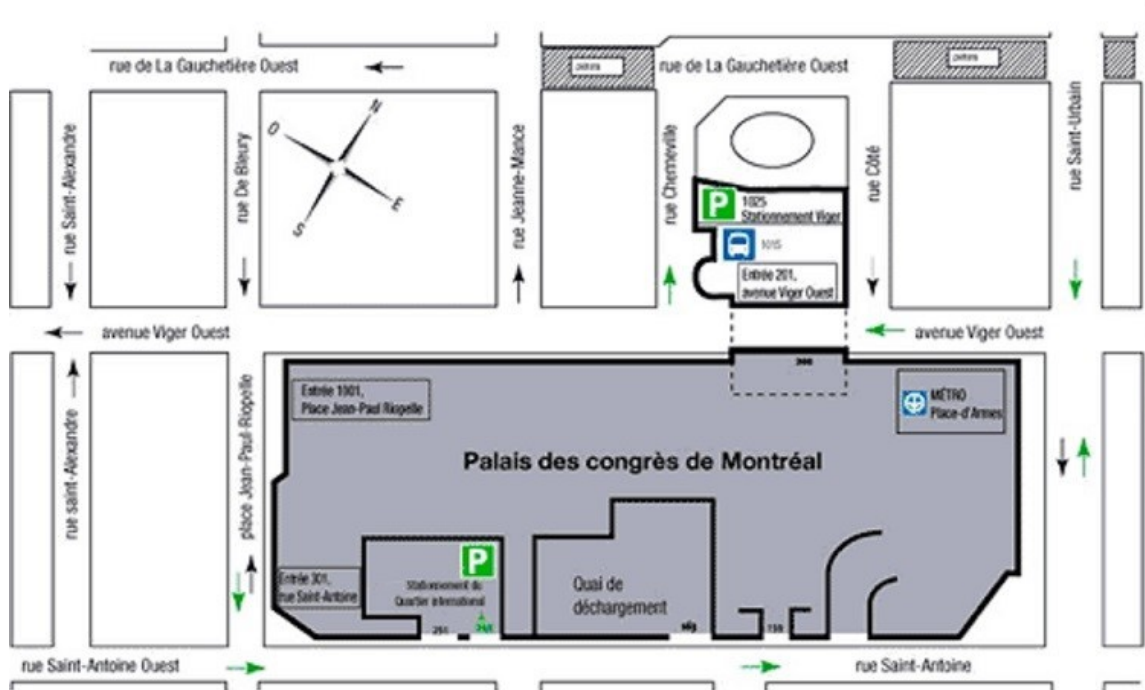 rue de La Gauchetière Ouest
rue de La Gauchetière Ouest
rue Saint-Alexandre
rue De Bleury
N
O
E
S
rue Jeanne-Mance
rue Chenneville
rue Côté
rue Saint-Urbain
P
1025
Stationnement Viger
1015
Entrée 201,
avenue Viger Ouest
avenue Viger Ouest
avenue Viger Ouest
rue saint-Alexandre
place Jean-Paul-Riopelle
Entrée 1001,
Place Jean-Paul Riopelle
MÉTRO
Place-d'Armes
Palais des congrès de Montréal
P
Stationnement du
Quartier international
Entrée 301,
rue Saint-Antoine
Quai de
déchargement
251
159
rue Saint-Antoine Ouest
rue Saint-Antoine